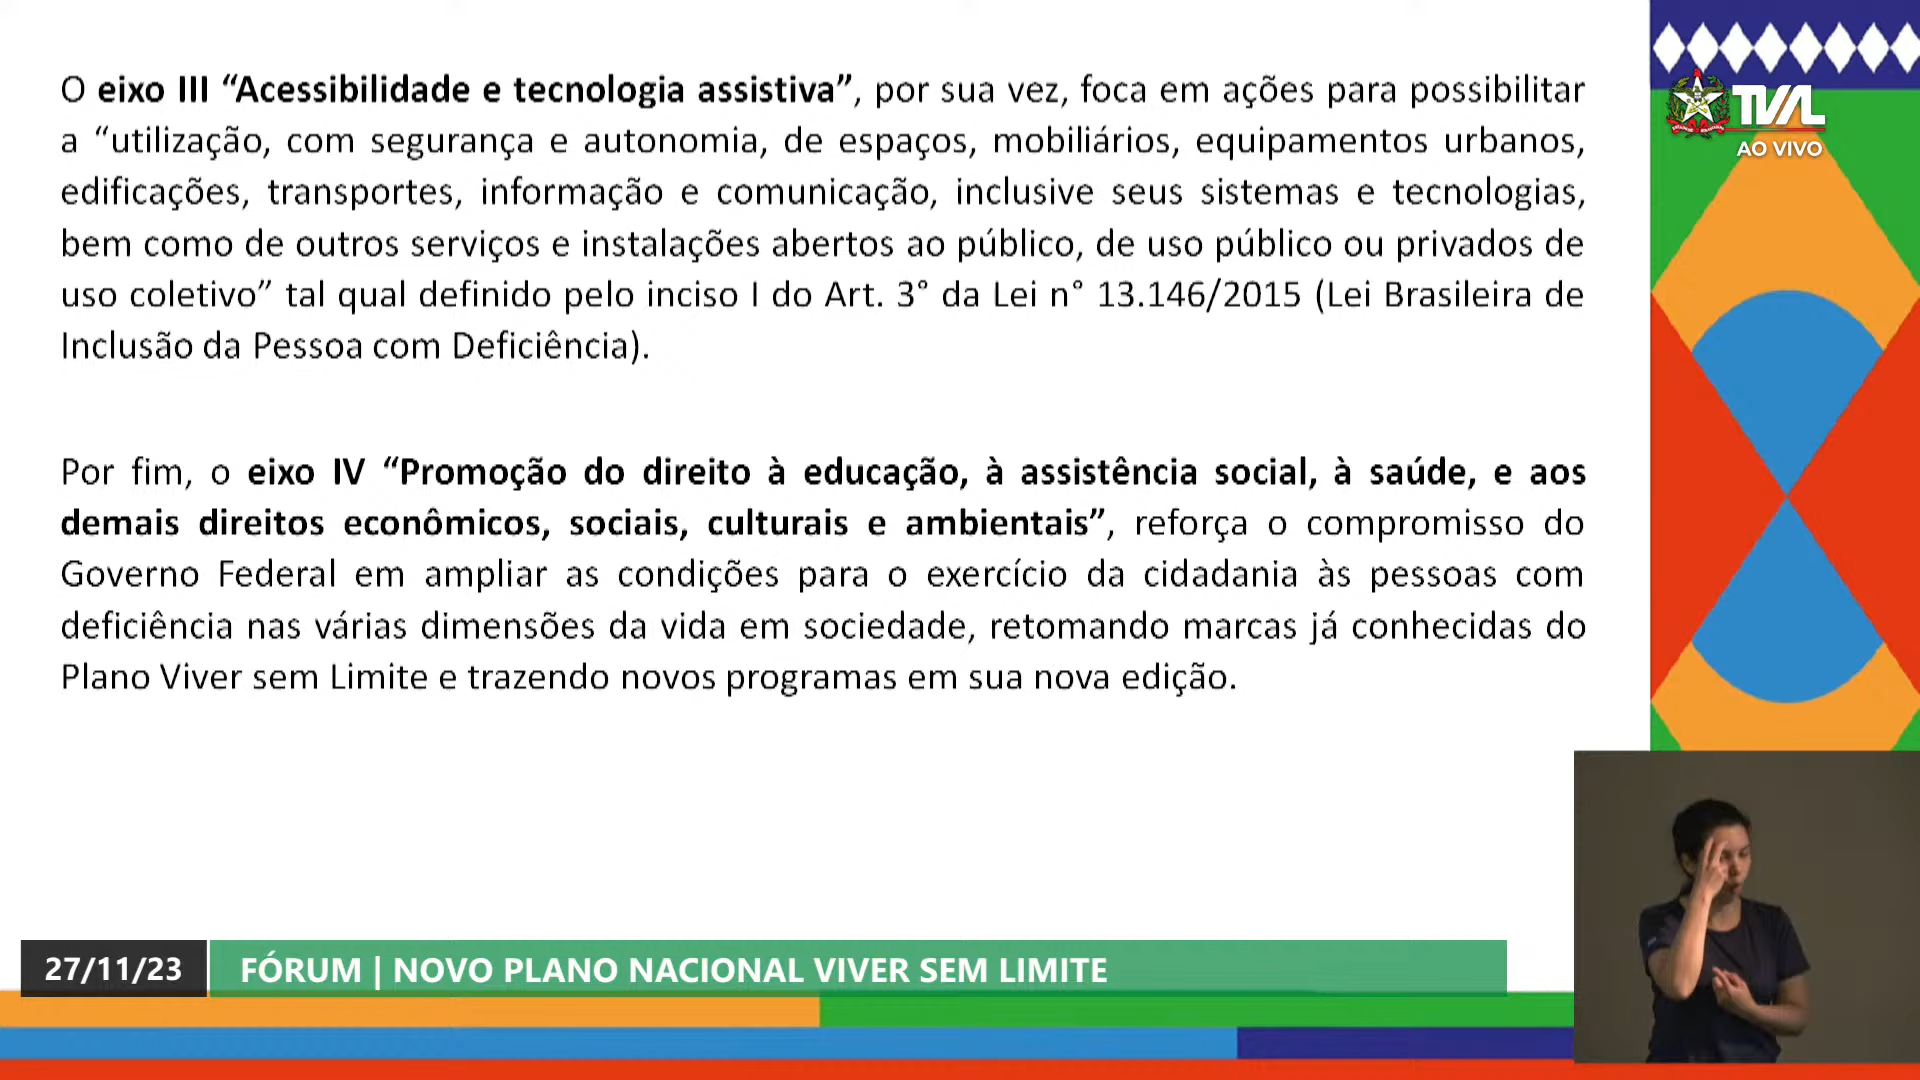 O eixo III “Acessibilidade e tecnologia assistiva”, por sua vez, foca em ações para possibilitar
a “utilização, com segurança e autonomia, de espaços, mobiliários, equipamentos urbanos,
edificações, transportes, informação e comunicação, inclusive seus sistemas e tecnologias,
bem como de outros serviços e instalações abertos ao público, de uso público ou privados de
uso coletivo” tal qual definido pelo inciso I do Art. 3° da Lei n° 13.146/2015 (Lei Brasileira de
Inclusão da Pessoa com Deficiência).
Por fim, o eixo IV “Promoção do direito à educação, à assistência social, à saúde, e aos
demais direitos econômicos, sociais, culturais e ambientais”, reforça o compromisso do
Governo Federal em ampliar as condições para o exercício da cidadania às pessoas com
deficiência nas várias dimensões da vida em sociedade, retomando marcas já conhecidas do
Plano Viver sem Limite e trazendo novos programas em sua nova edição.
TVAL
AO VIVO
27/11/23
FÓRUM | NOVO PLANO NACIONAL VIVER SEM LIMITE